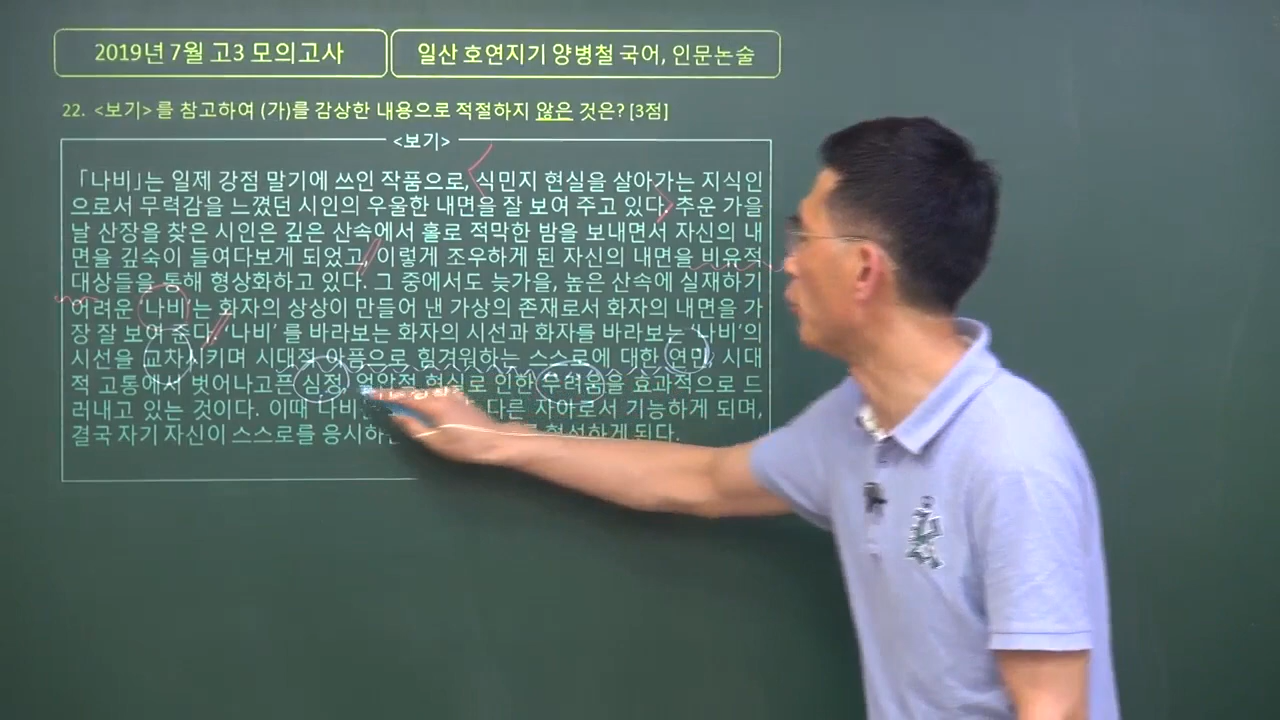 2019년 7월 고3 모의고사
일산 호연지기 양병철 국어, 인문논술
22. <보기>를 참고하여 (가)를 감상한 내용으로 적절하지 않은 것은? [3점]
<보기>
「나비」는 일제 강점 말기에 쓰인 작품으로, 식민지 현실을 살아가는 지식인
으로서 무력감을 느꼈던 시인의 우울한 내면을 잘 보여 주고 있다. 추운 가을
날 산장을 찾은 시인은 깊은 산속에서 홀로 적막한 밤을 보내면서 자신의 내
면을 깊숙이 들여다보게 되었고, 이렇게 조우하게 된 자신의 내면을 비유적
대상들을 통해 형상화하고 있다. 그 중에서도 늦가을, 높은 산속에 실재하기
어려운 나비는 화자의 상상이 만들어 낸 가상의 존재로서 화자의 내면을 가
장 잘 보여 준다. ‘나비’ 를 바라보는 화자의 시선과 화자를 바라보는 ‘나비’의
시선을 교차시키며 시대적 아픔으로 힘겨워하는 스스로에 대한 연민, 시대
적 고통에서 벗어나고픈 심정, 억압적 현실로 인한 두려움을 효과적으로 드
러내고 있는 것이다. 이때 나비 다른 자아로서 기능하게 되며,
결국 자기 자신이 스스로를 응시하는 형성하게 된다.